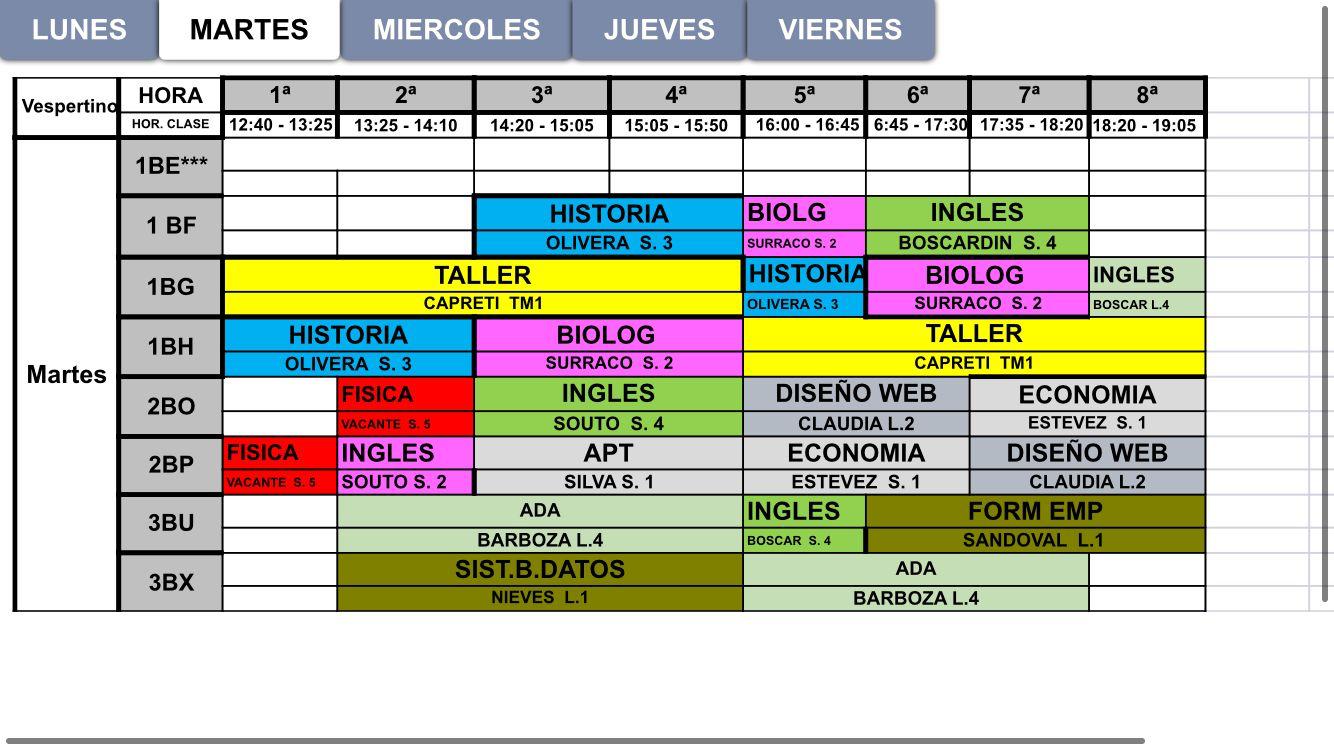 LUNES MARTES MIERCOLES JUEVES VIERNES
Vespertino HORA 1ª 2ª 3ª 4ª 5ª 6ª 7ª 8ª
HOR. CLASE 12:40 - 13:25 13:25 - 14:10 14:20 - 15:05 15:05 - 15:50 16:00 - 16:45 6:45 - 17:30 17:35 - 18:20 18:20 - 19:05
Martes
1BE***
1 BF HISTORIA BIOLG INGLES
OLIVERA S. 3 SURRACO S. 2 BOSCARDIN S. 4
1BG TALLER HISTORIA BIOLOG INGLES
CAPRETI TM1 OLIVERA S. 3 SURRACO S. 2 BOSCAR L.4
1BH HISTORIA BIOLOG TALLER
OLIVERA S. 3 SURRACO S. 2 CAPRETI TM1
2BO FISICA INGLES DISEÑO WEB ECONOMIA
VACANTE S. 5 SOUTO S. 4 CLAUDIA L.2 ESTEVEZ S. 1
2BP FISICA INGLES APT ECONOMIA DISEÑO WEB
VACANTE S. 5 SOUTO S. 2 SILVA S. 1 ESTEVEZ S. 1 CLAUDIA L.2
3BU ADA INGLES FORM EMP
BARBOZA L.4 BOSCAR S. 4 SANDOVAL L.1
3BX SIST.B.DATOS ADA
NIEVES L.1 BARBOZA L.4